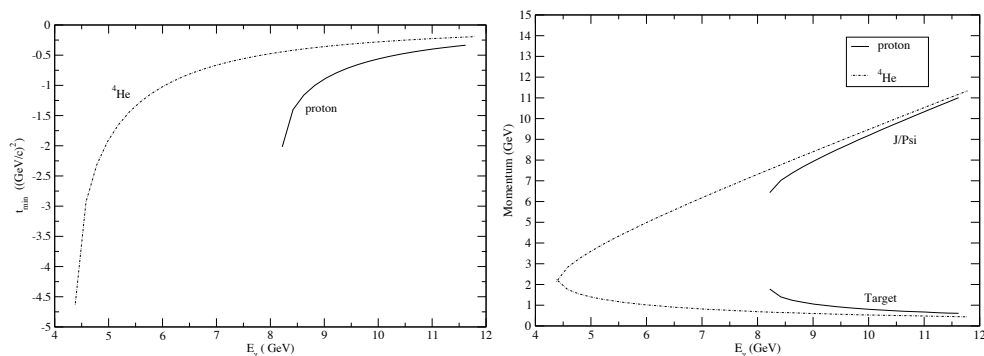 0
-0.5
-1
-1.5
-2
-2.5
-3
-3.5
-4
-4.5
-5
4 5 6 7 8 9 10 11 12
E_γ ( GeV)
t_min ((GeV/c)^2)
^4He
proton
15
14
13
12
11
10
9
8
7
6
5
4
3
2
1
0
4 5 6 7 8 9 10 11 12
E_γ (GeV)
Momentum (GeV)
proton
^4He
J/Psi
Target